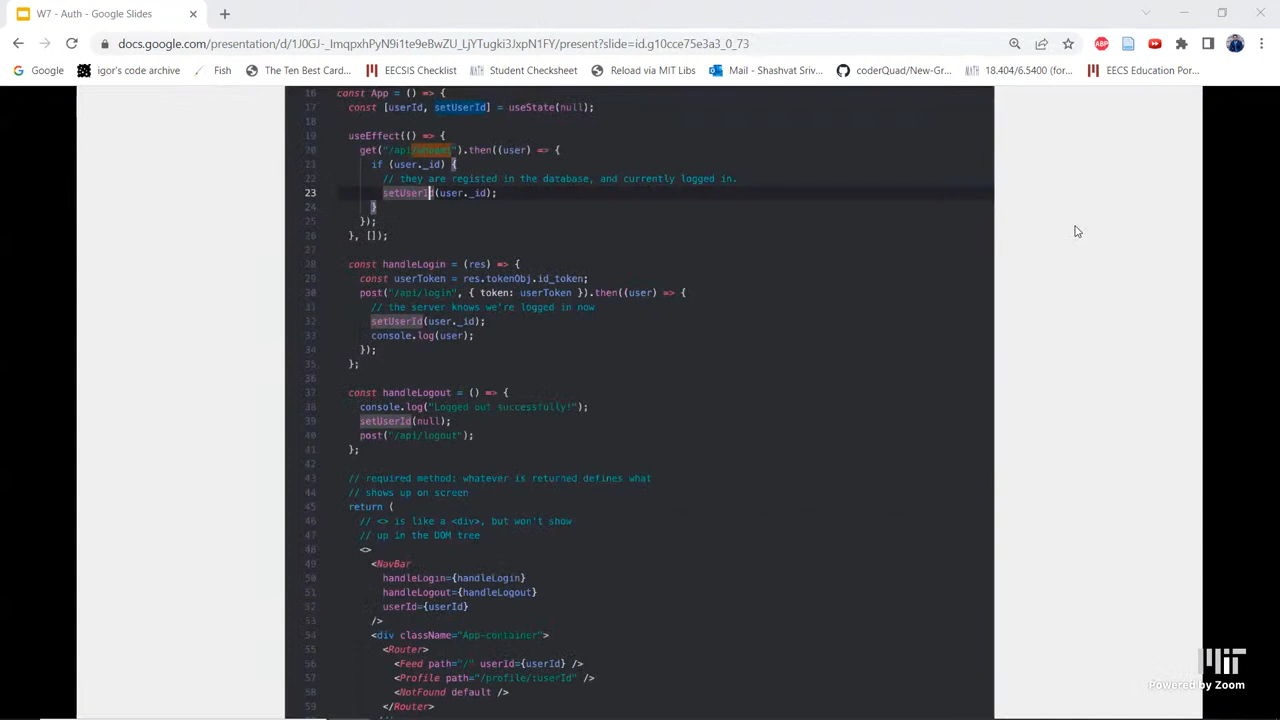 W7 - Auth - Google Slides
docs.google.com/presentation/d/1J0GJ-_ImqpxhPyN9i1te9eBwZI_LjYTugki3JxpN1FY/present?slide=id.g10cce75e3a3_0_73
Google igor's code archive Fish The Ten Best Card... EECSIS Checklist Student Checksheet Reload via MIT Libs Mail - Shashvat Sriv... coderQuad/New-Gr... 18.404/6.5400 (for... EECS Education Por...
16 const App = () => {
17 const [userId, setUserId] = useState(null);
18
19 useEffect(() => {
20 get("/api/whoami").then((user) => {
21 if (user._id) {
22 // they are registed in the database, and currently logged in.
23 setUserId(user._id);
24 }
25 });
26 }, []);
27
28 const handleLogin = (res) => {
29 const userToken = res.tokenObj.id_token;
30 post("/api/login", { token: userToken }).then((user) => {
31 // the server knows we're logged in now
32 setUserId(user._id);
33 console.log(user);
34 });
35 };
36
37 const handleLogout = () => {
38 console.log("Logged out successfully!");
39 setUserId(null);
40 post("/api/logout");
41 };
42
43 // required method: whatever is returned defines what
44 // shows up on screen
45 return (
46 // <> is like a <div>, but won't show
47 // up in the DOM tree
48 <>
49 <NavBar
50 handleLogin={handleLogin}
51 handleLogout={handleLogout}
52 userId={userId}
53 />
54 <div className="App-container">
55 <Router>
56 <Feed path="/" userId={userId} />
57 <Profile path="/profile/:userId" />
58 <NotFound default />
59 </Router>
MIT
Powered by Zoom